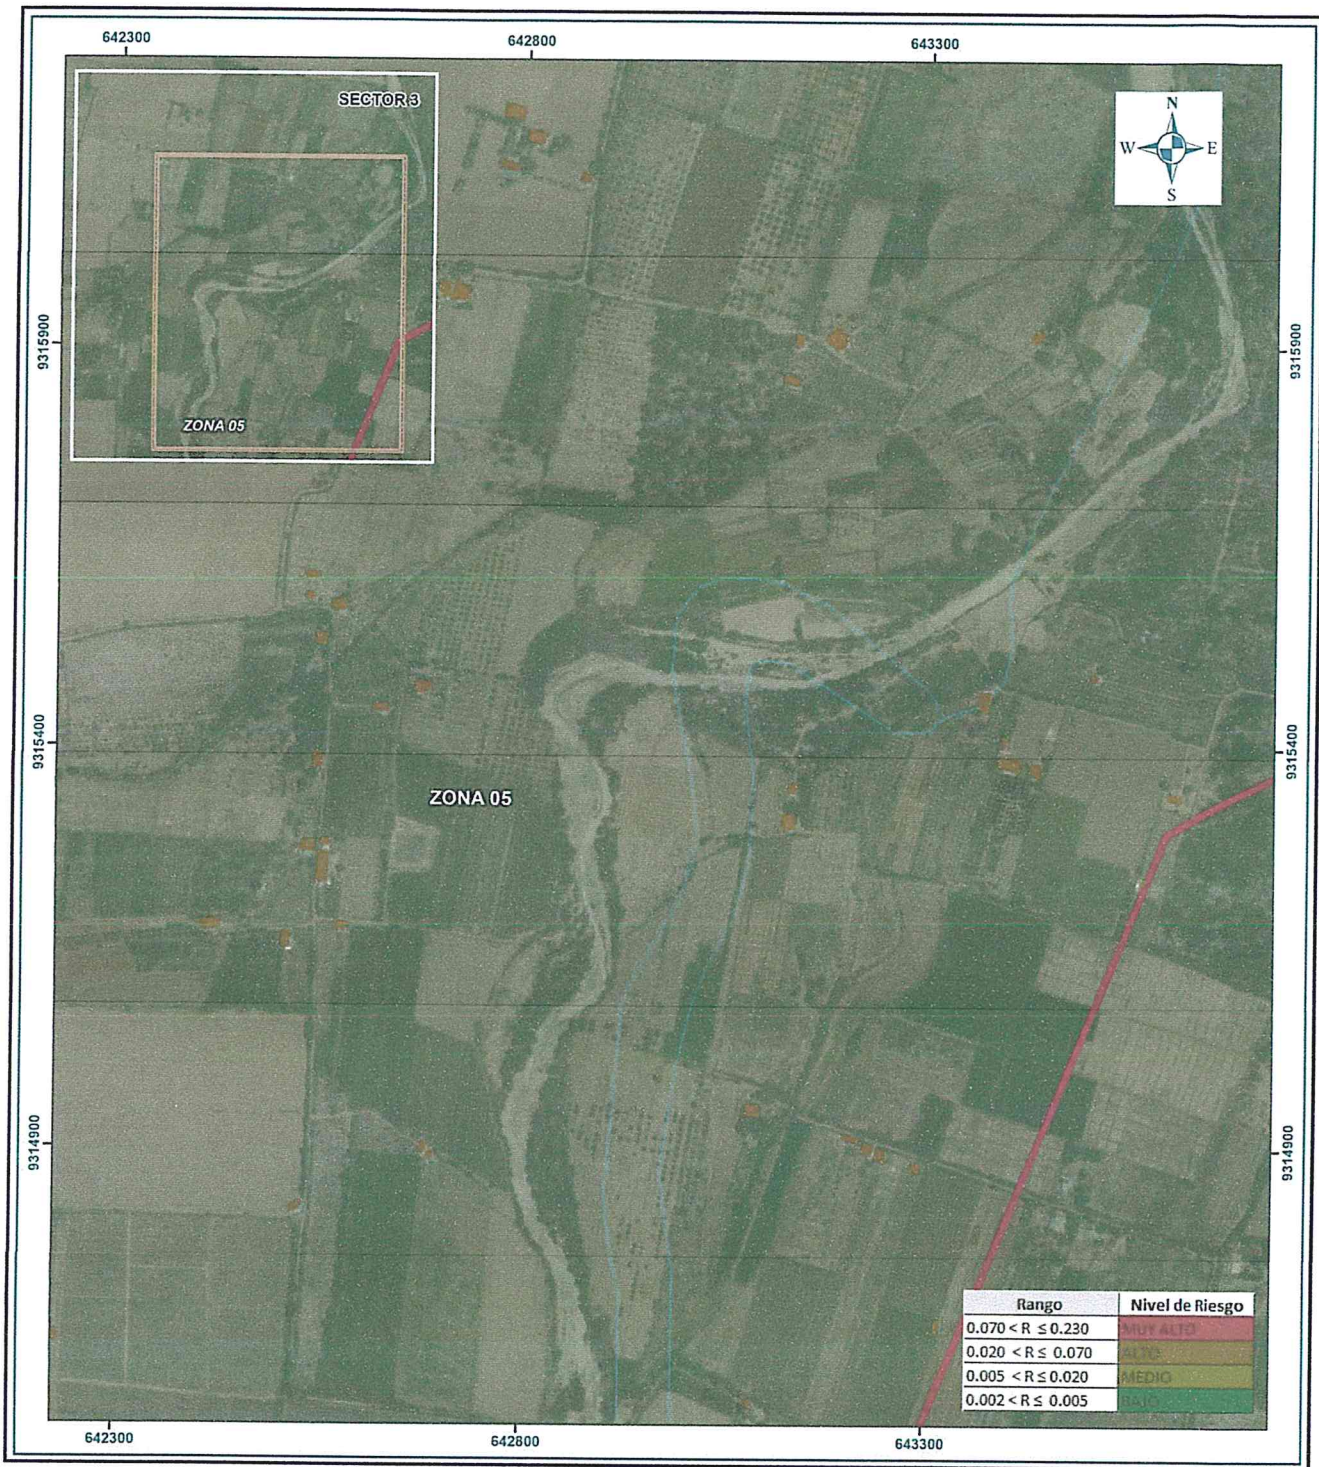 642300 642800 643300
SECTOR 3
N
W E
S
9315900 9315900
ZONA 05
9315400 9315400
ZONA 05
9314900 9314900
Rango Nivel de Riesgo
0.070 < R ≤ 0.230 MUY ALTO
0.020 < R ≤ 0.070 ALTO
0.005 < R ≤ 0.020 MEDIO
0.002 < R ≤ 0.005 BAJO
642300 642800 643300